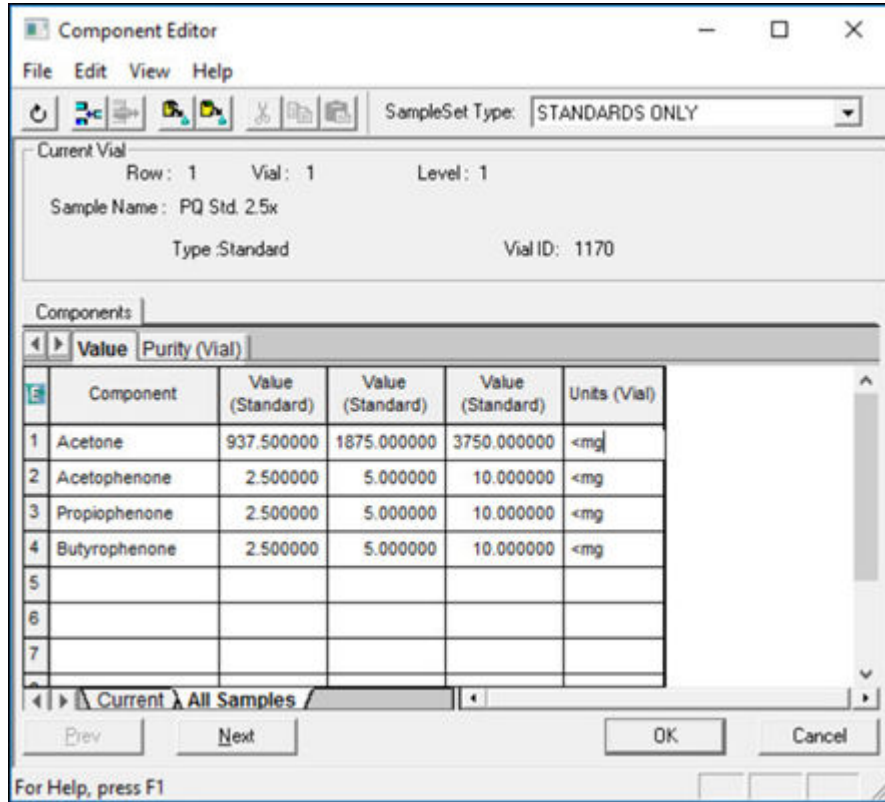 Component Editor
File Edit View Help
SampleSet Type: STANDARDS ONLY
Current Vial
Row: 1 Vial: 1 Level: 1
Sample Name: PQ Std. 2.5x
Type :Standard Vial ID: 1170
Components
Value Purity (Vial)
Component Value (Standard) Value (Standard) Value (Standard) Units (Vial)
1 Acetone 937.500000 1875.000000 3750.000000 <mg
2 Acetophenone 2.500000 5.000000 10.000000 <mg
3 Propiophenone 2.500000 5.000000 10.000000 <mg
4 Butyrophenone 2.500000 5.000000 10.000000 <mg
5
6
7
Current All Samples
Prev Next OK Cancel
For Help, press F1